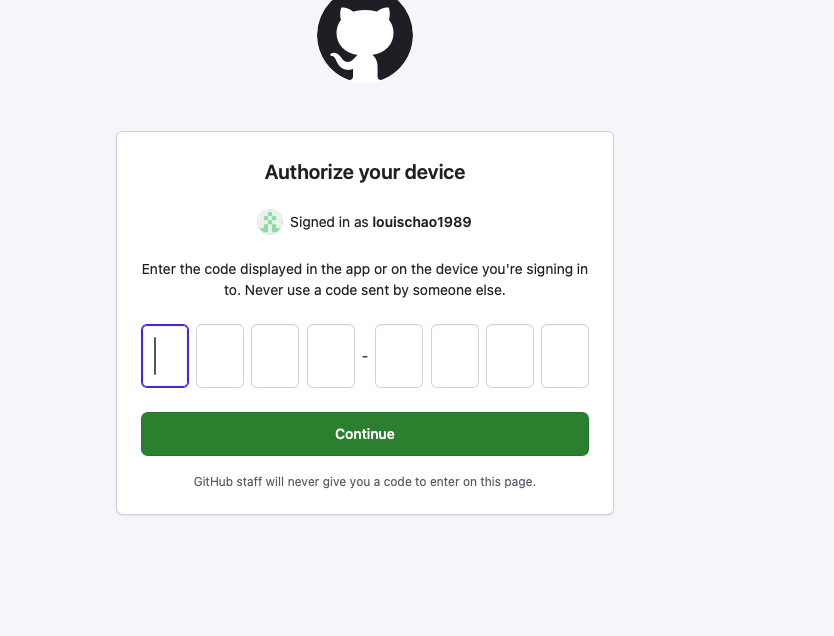 Authorize your device
Signed in as louischao1989
Enter the code displayed in the app or on the device you're signing in
to. Never use a code sent by someone else.
-
Continue
GitHub staff will never give you a code to enter on this page.